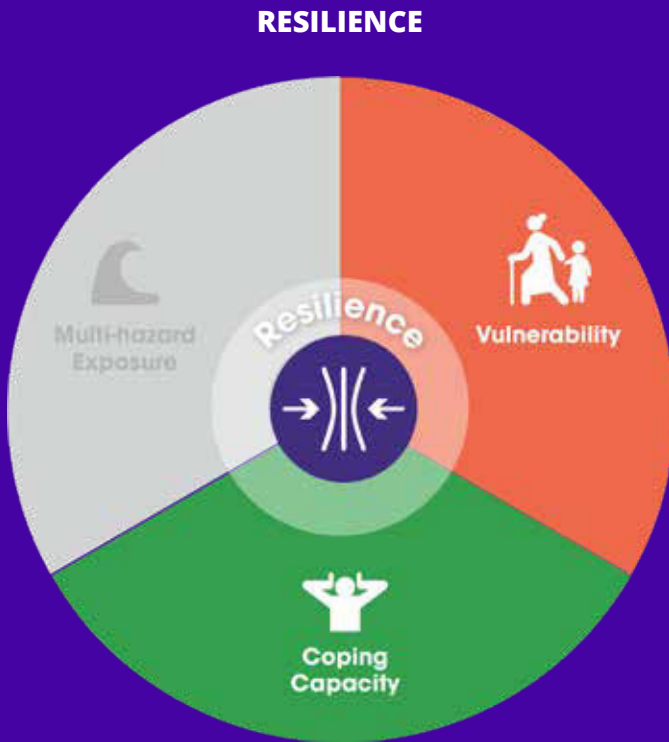 RESILIENCE
Multi-hazard
Exposure
Resilience
Vulnerability
Coping
Capacity